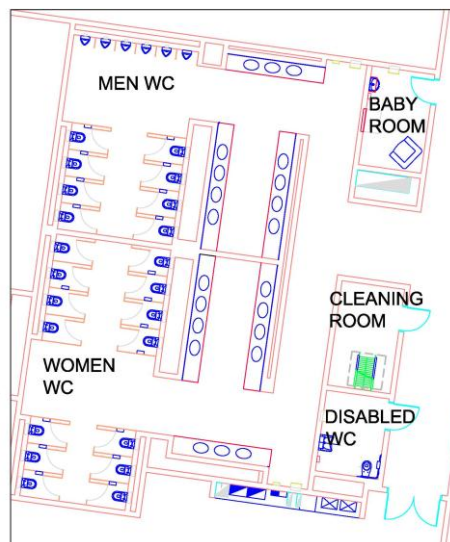 MEN WC
BABY
ROOM
CLEANING
ROOM
WOMEN
WC
DISABLED
WC